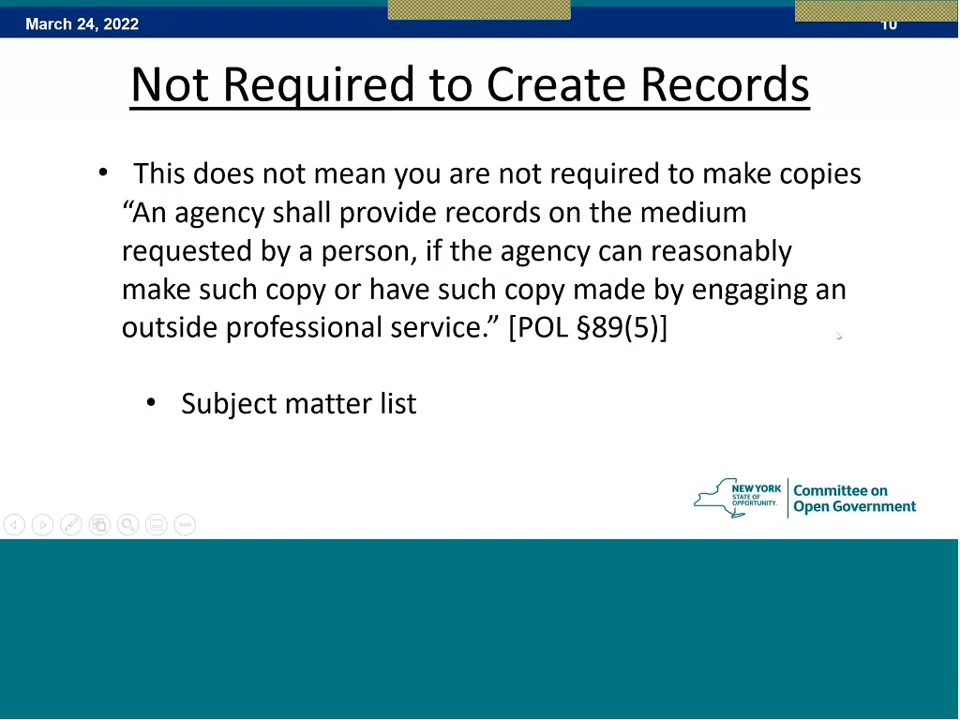 March 24, 2022
10
Not Required to Create Records
• This does not mean you are not required to make copies
“An agency shall provide records on the medium
requested by a person, if the agency can reasonably
make such copy or have such copy made by engaging an
outside professional service.” [POL §89(5)]
• Subject matter list
NEW YORK
STATE OF
OPPORTUNITY.
Committee on
Open Government